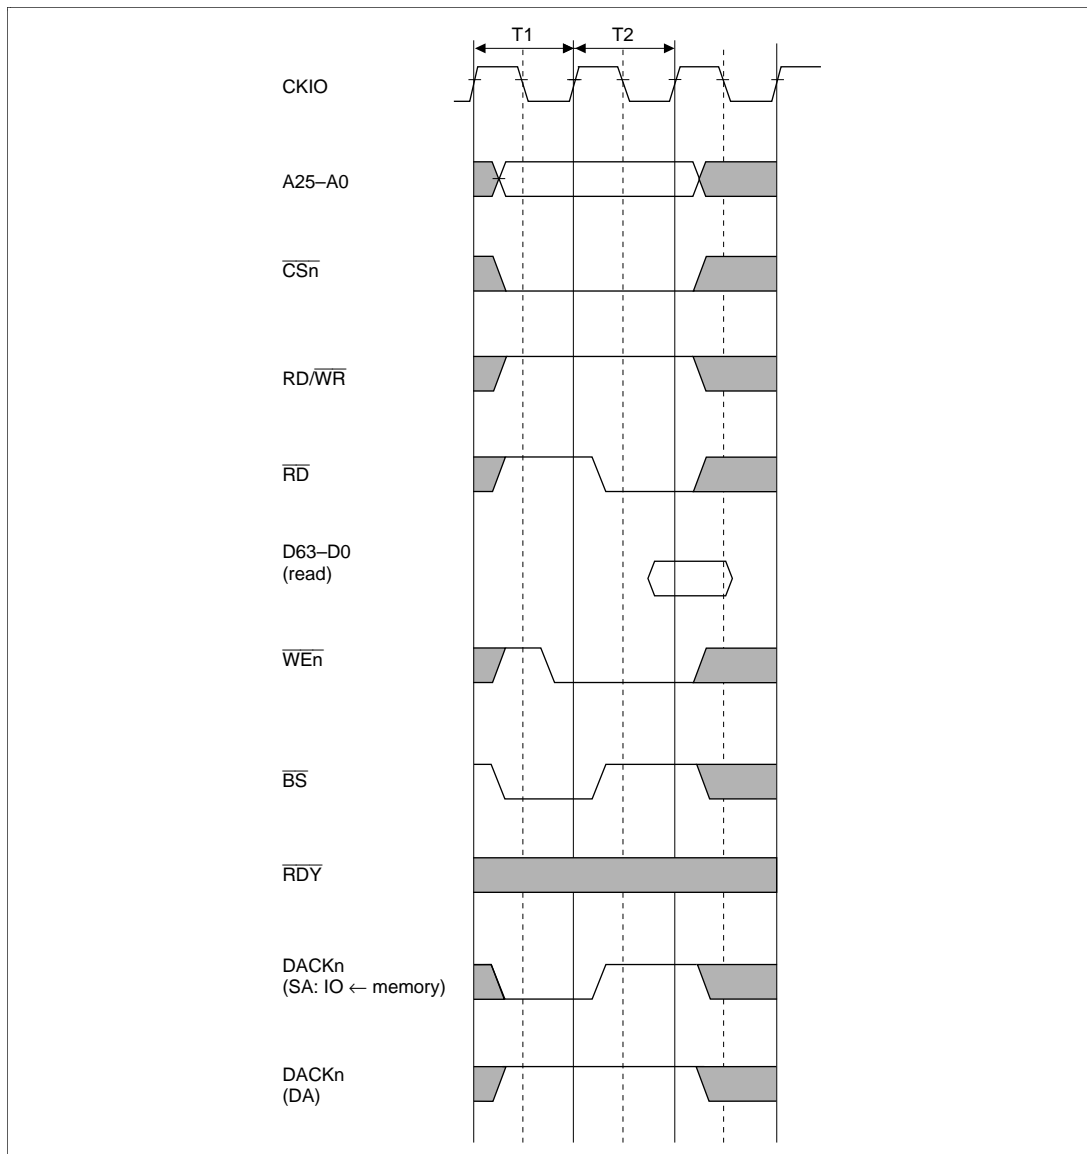 T1 T2
CKIO
A25–A0
CSn
RD/WR
RD
D63–D0
(read)
WEn
BS
RDY
DACKn
(SA: IO ← memory)
DACKn
(DA)